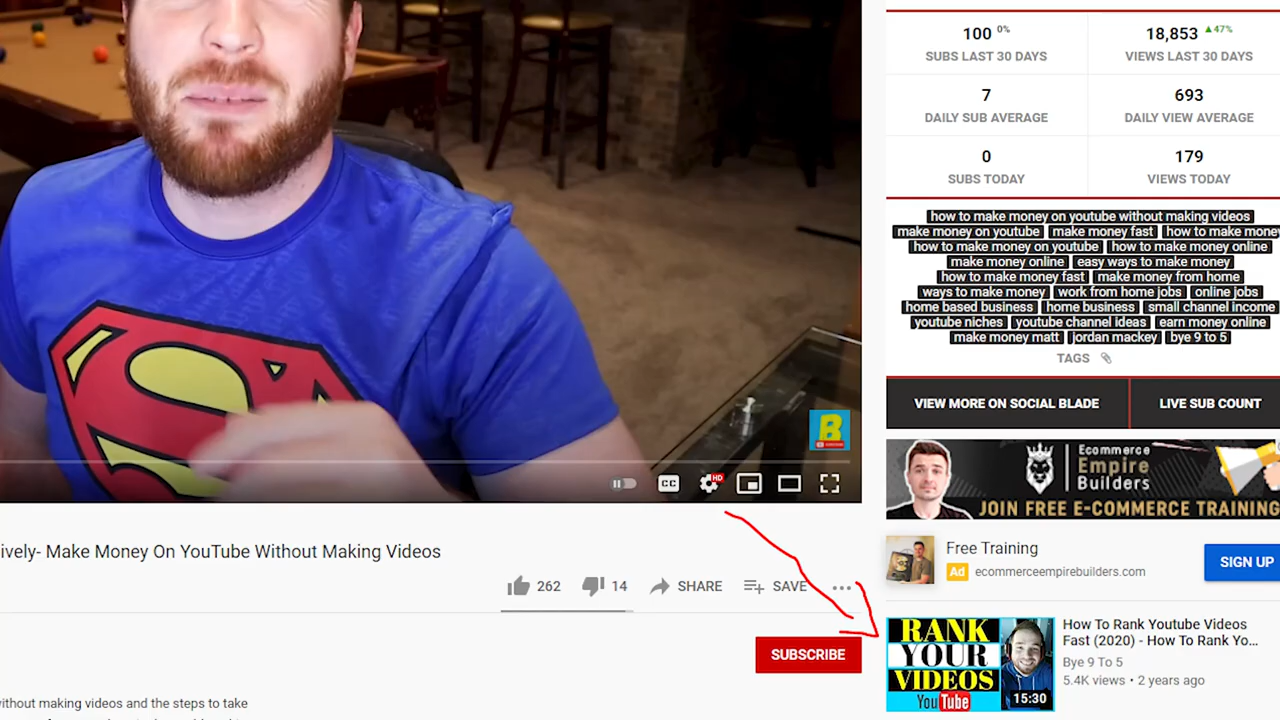 100 0%
SUBS LAST 30 DAYS
18,853 ▲47%
VIEWS LAST 30 DAYS
7
DAILY SUB AVERAGE
693
DAILY VIEW AVERAGE
0
SUBS TODAY
179
VIEWS TODAY
how to make money on youtube without making videos
make money on youtube make money fast how to make money
how to make money on youtube how to make money online
make money online easy ways to make money
how to make money fast make money from home
ways to make money work from home jobs online jobs
home based business home business small channel income
youtube niches youtube channel ideas earn money online
make money matt jordan mackey bye 9 to 5
TAGS
VIEW MORE ON SOCIAL BLADE
LIVE SUB COUNT
S
B
CC
HD
Ecommerce
Empire
Builders
JOIN FREE E-COMMERCE TRAINING
ively- Make Money On YouTube Without Making Videos
262
14
SHARE
SAVE
Free Training
Ad ecommerceempirebuilders.com
SIGN UP
SUBSCRIBE
RANK
YOUR
VIDEOS
YouTube
15:30
How To Rank Youtube Videos
Fast (2020) - How To Rank Yo...
Bye 9 To 5
5.4K views • 2 years ago
without making videos and the steps to take